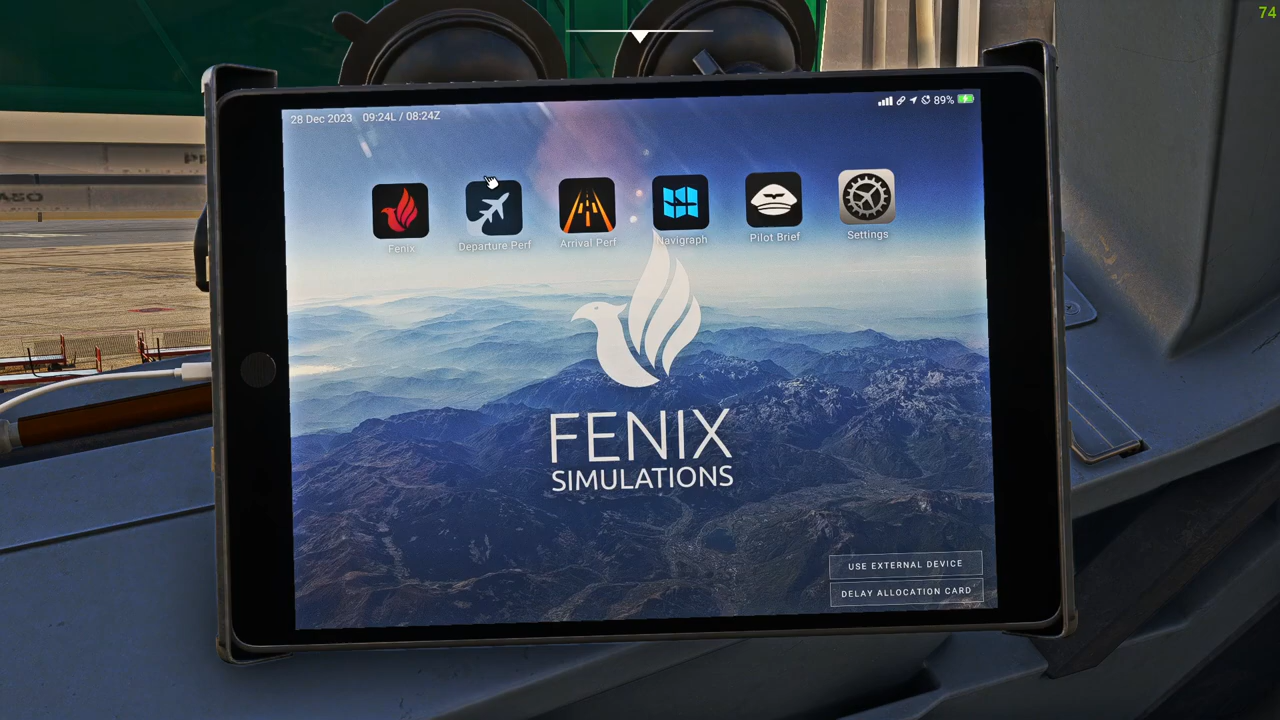 74
28 Dec 2023 09:24L / 08:24Z
89%
Fenix
Departure Perf
Arrival Perf
Navigraph
Pilot Brief
Settings
FENIX
SIMULATIONS
USE EXTERNAL DEVICE
DELAY ALLOCATION CARD